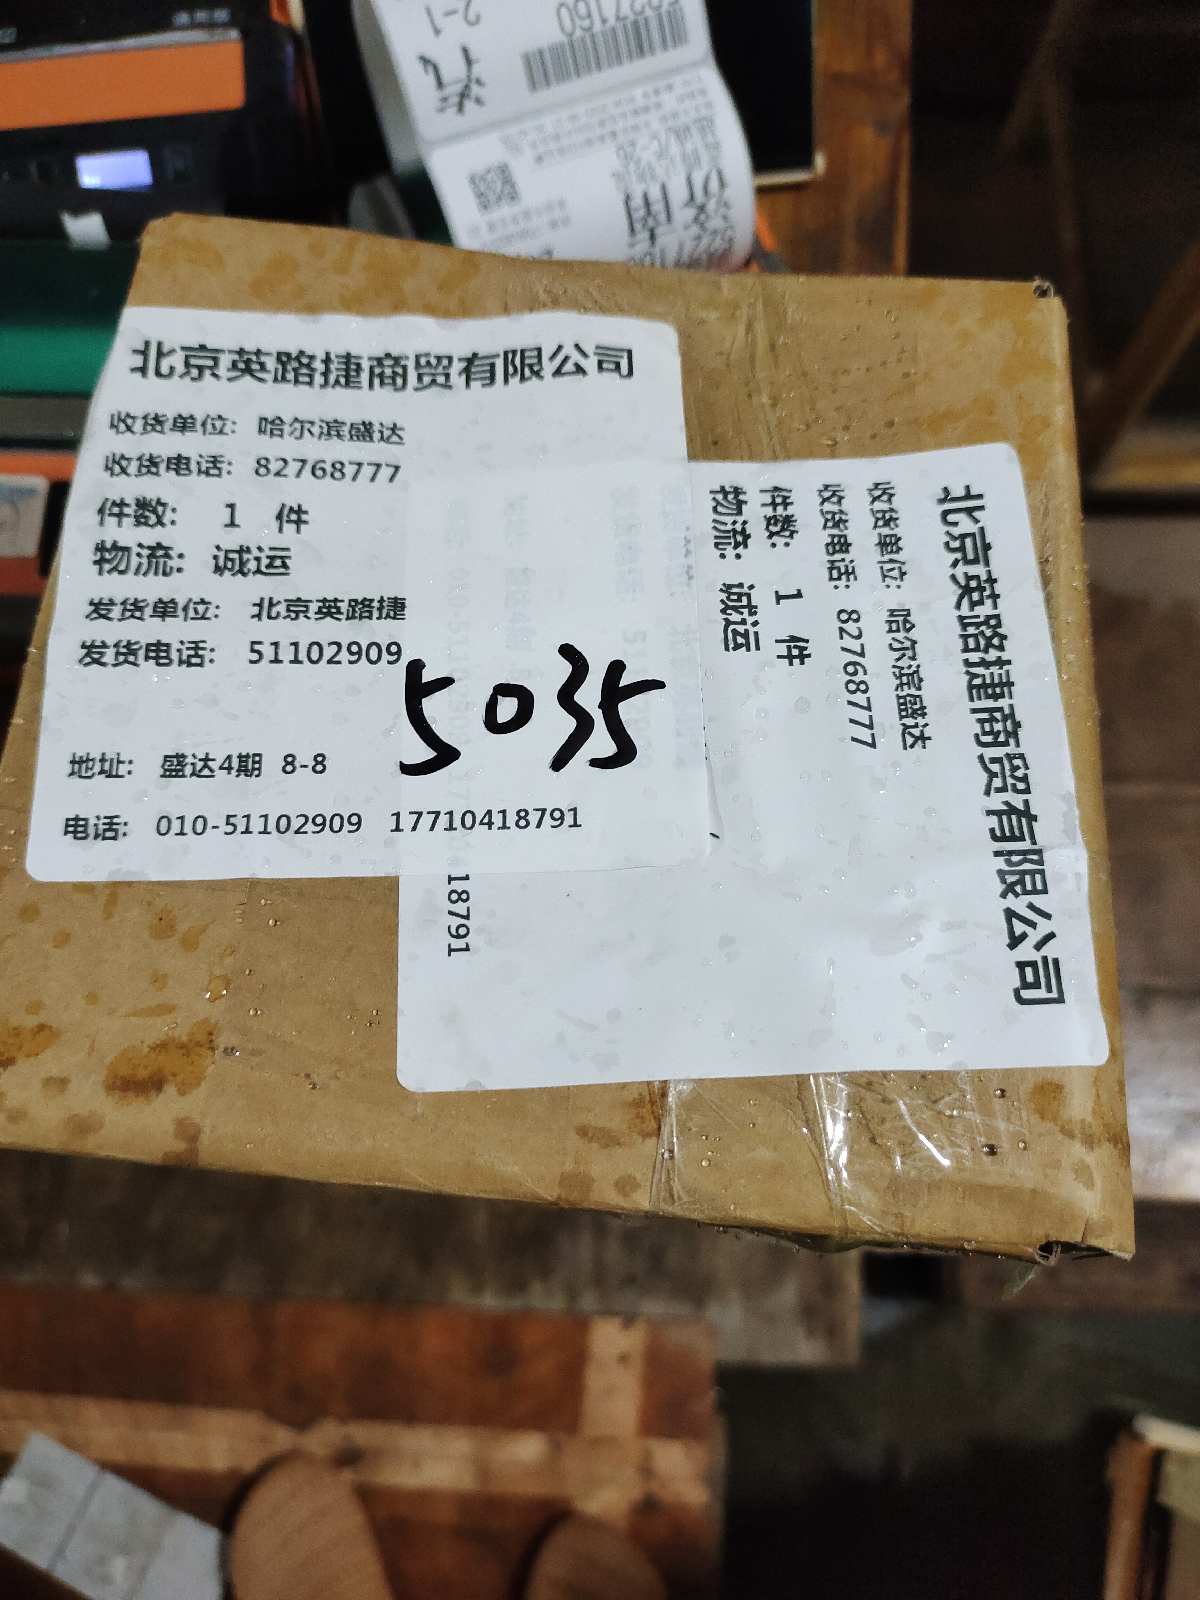 北京英路捷商贸有限公司
收货单位: 哈尔滨盛达
收货电话: 82768777
件数: 1 件
物流: 诚运
发货单位: 北京英路捷
发货电话: 51102909
5035
地址: 盛达4期 8-8
电话: 010-51102909 17710418791
北京英路捷商贸有限公司
收货单位: 哈尔滨盛达
收货电话: 82768777
件数: 1 件
物流: 诚运
18791
汽
2-1
济南